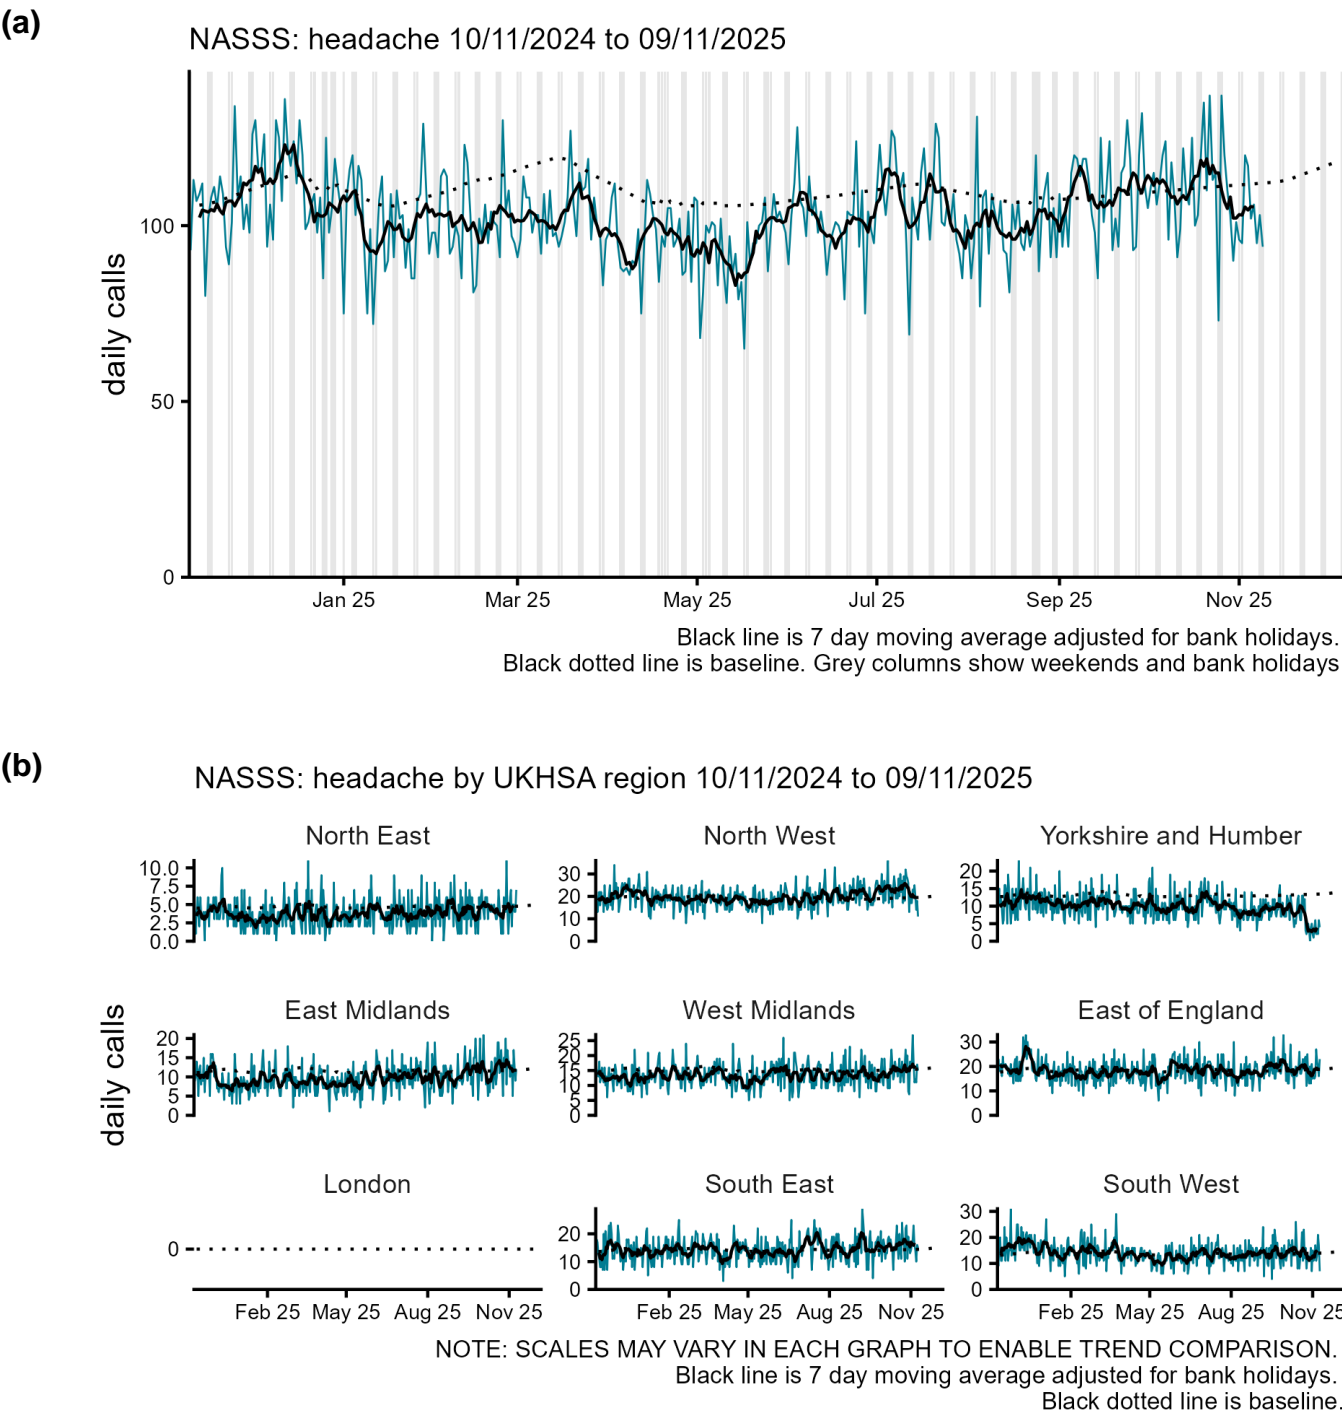 (a)
NASSS: headache 10/11/2024 to 09/11/2025
daily calls
100
50
0
Jan 25 Mar 25 May 25 Jul 25 Sep 25 Nov 25
Black line is 7 day moving average adjusted for bank holidays.
Black dotted line is baseline. Grey columns show weekends and bank holidays
(b)
NASSS: headache by UKHSA region 10/11/2024 to 09/11/2025
daily calls
North East North West Yorkshire and Humber
10.0
7.5
5.0
2.5
0.0
30
20
10
0
20
15
10
5
0
East Midlands West Midlands East of England
20
15
10
5
0
25
20
15
10
5
0
30
20
10
0
London South East South West
0
20
10
0
30
20
10
0
Feb 25 May 25 Aug 25 Nov 25 Feb 25 May 25 Aug 25 Nov 25 Feb 25 May 25 Aug 25 Nov 25
NOTE: SCALES MAY VARY IN EACH GRAPH TO ENABLE TREND COMPARISON.
Black line is 7 day moving average adjusted for bank holidays.
Black dotted line is baseline.